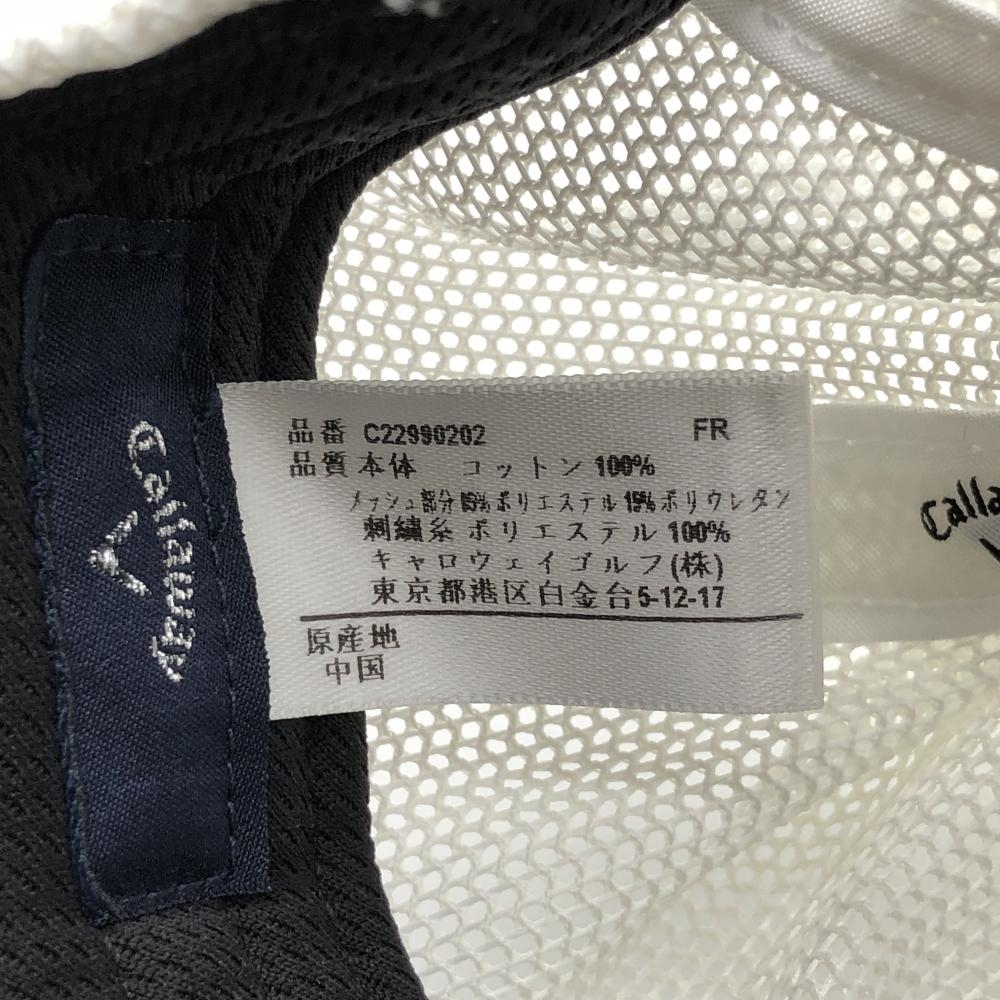 品番 C22990202 FR
品質 本体 コットン 100%
メッシュ部分 85% ポリエステル 15% ポリウレタン
刺繍糸 ポリエステル 100%
キャロウェイゴルフ(株)
東京都港区白金台5-12-17
原産地
中国
Callaway
Calla